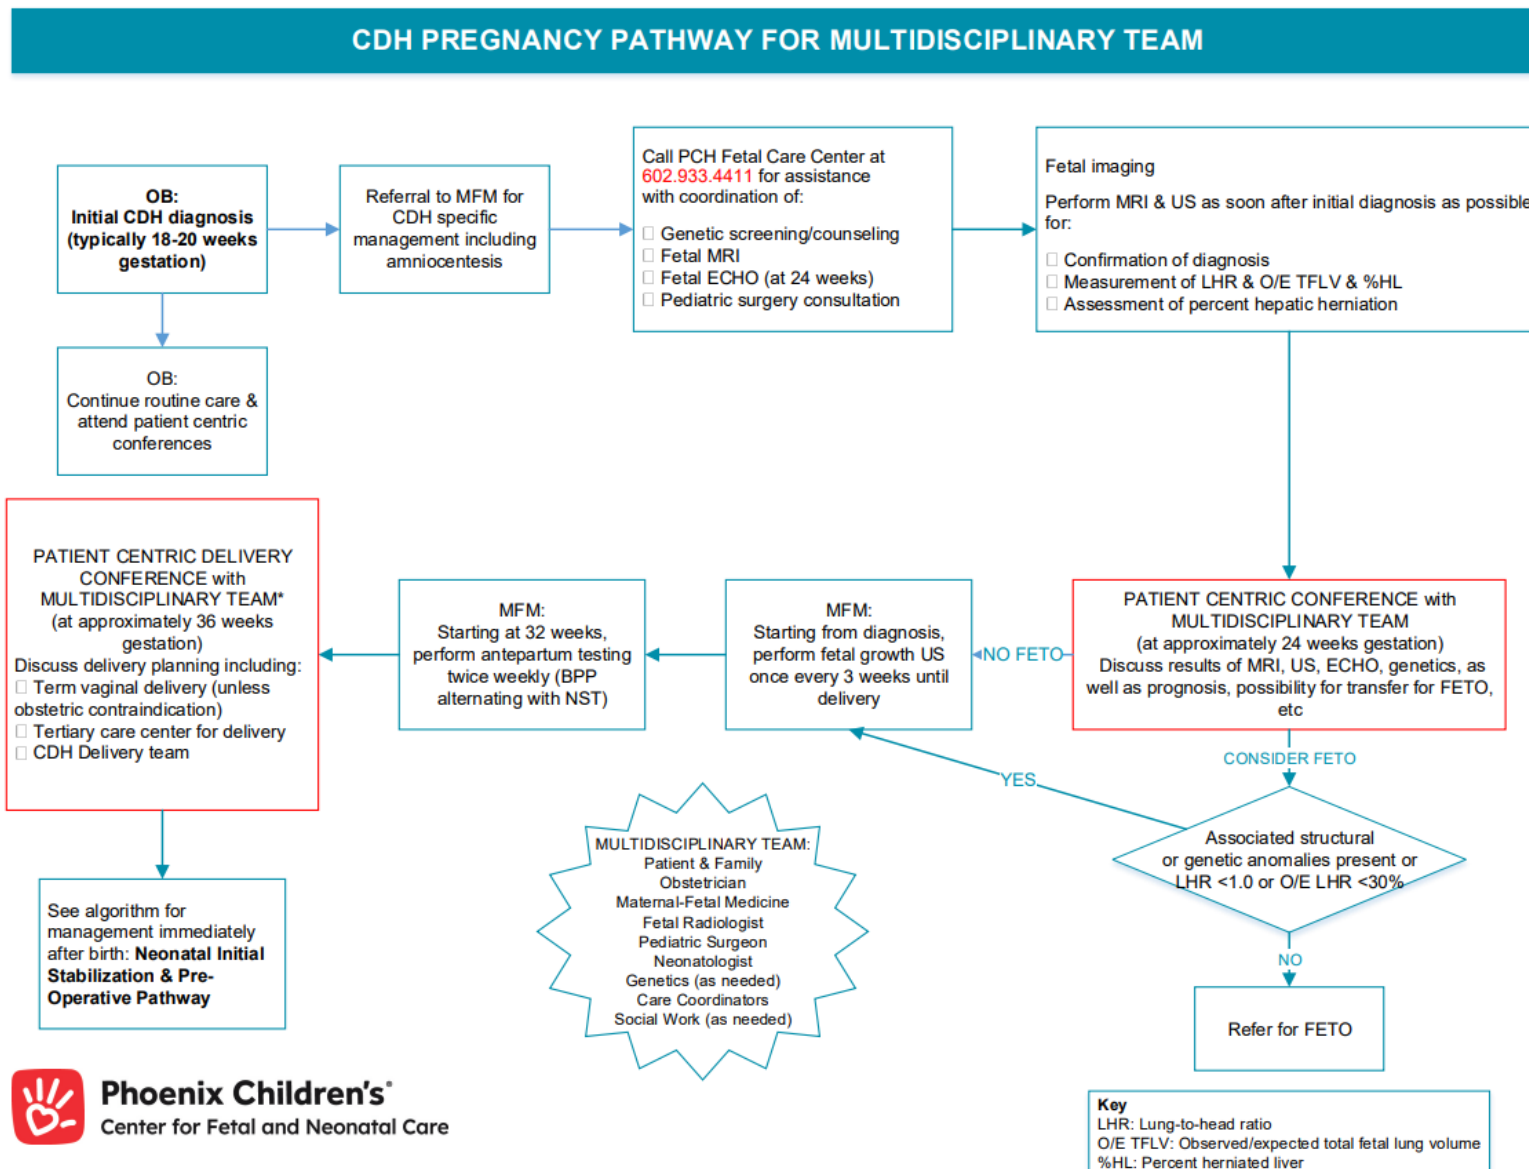 CDH PREGNANCY PATHWAY FOR MULTIDISCIPLINARY TEAM
OB:
Initial CDH diagnosis
(typically 18-20 weeks
gestation)
Referral to MFM for
CDH specific
management including
amniocentesis
Call PCH Fetal Care Center at
602.933.4411 for assistance
with coordination of:
Genetic screening/counseling
Fetal MRI
Fetal ECHO (at 24 weeks)
Pediatric surgery consultation
Fetal imaging
Perform MRI & US as soon after initial diagnosis as possible
for:
Confirmation of diagnosis
Measurement of LHR & O/E TFLV & %HL
Assessment of percent hepatic herniation
OB:
Continue routine care &
attend patient centric
conferences
PATIENT CENTRIC DELIVERY
CONFERENCE with
MULTIDISCIPLINARY TEAM*
(at approximately 36 weeks
gestation)
Discuss delivery planning including:
Term vaginal delivery (unless
obstetric contraindication)
Tertiary care center for delivery
CDH Delivery team
MFM:
Starting at 32 weeks,
perform antepartum testing
twice weekly (BPP
alternating with NST)
MFM:
Starting from diagnosis,
perform fetal growth US
once every 3 weeks until
delivery
NO FETO
PATIENT CENTRIC CONFERENCE with
MULTIDISCIPLINARY TEAM
(at approximately 24 weeks gestation)
Discuss results of MRI, US, ECHO, genetics, as
well as prognosis, possibility for transfer for FETO,
etc
CONSIDER FETO
YES
Associated structural
or genetic anomalies present or
LHR <1.0 or O/E LHR <30%
NO
Refer for FETO
MULTIDISCIPLINARY TEAM:
Patient & Family
Obstetrician
Maternal-Fetal Medicine
Fetal Radiologist
Pediatric Surgeon
Neonatologist
Genetics (as needed)
Care Coordinators
Social Work (as needed)
See algorithm for
management immediately
after birth: Neonatal Initial
Stabilization & Pre-
Operative Pathway
Phoenix Children's®
Center for Fetal and Neonatal Care
Key
LHR: Lung-to-head ratio
O/E TFLV: Observed/expected total fetal lung volume
%HL: Percent herniated liver